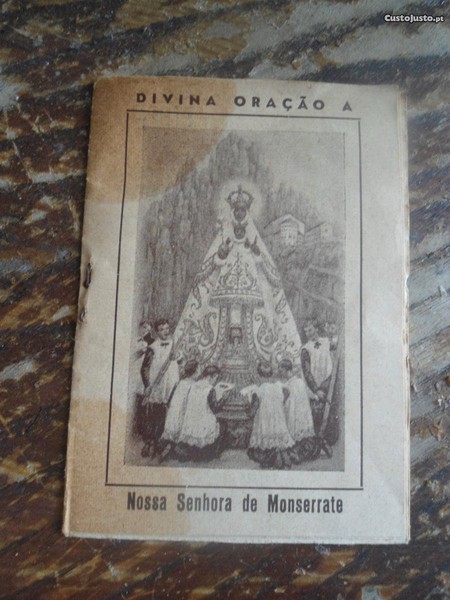 CustoJusto.pt
DIVINA ORAÇÃO A
Nossa Senhora de Monserrate